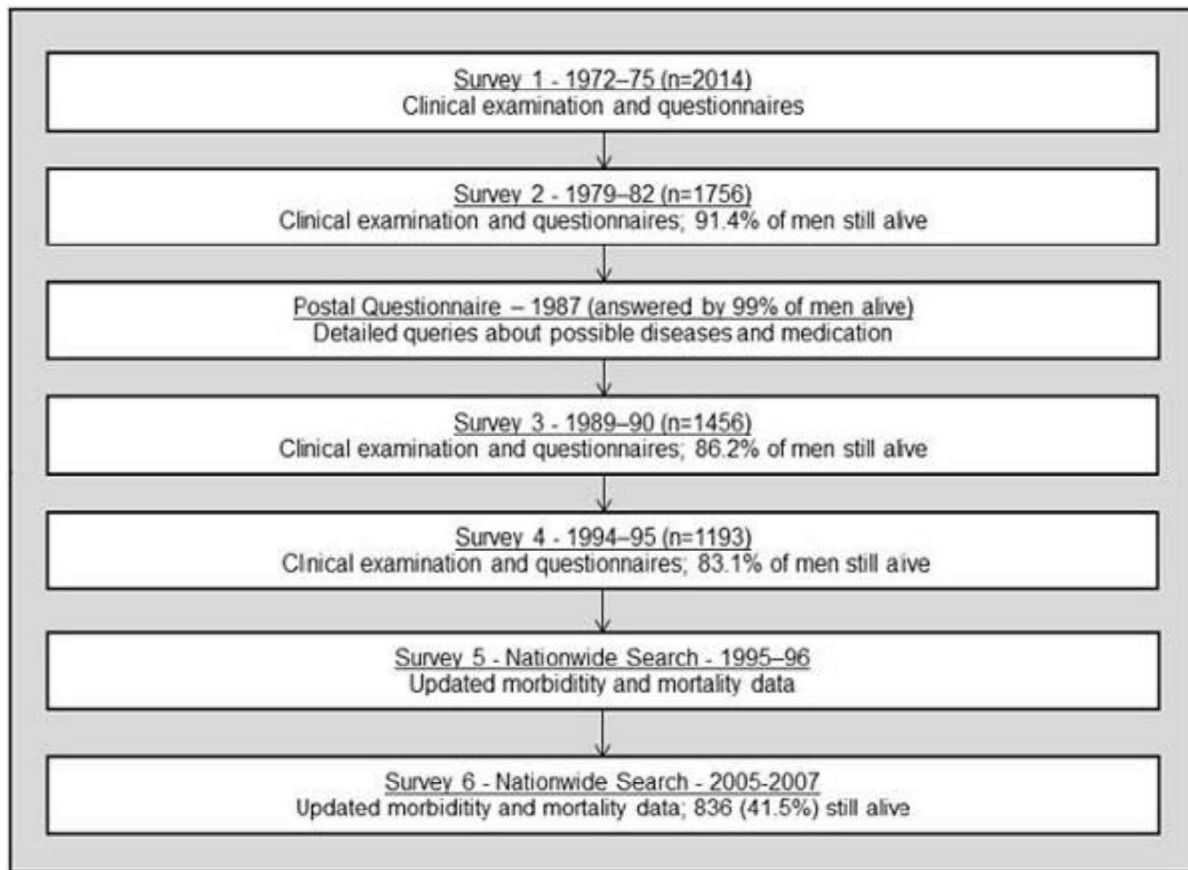 Survey 1 - 1972–75 (n=2014)
Clinical examination and questionnaires
Survey 2 - 1979–82 (n=1756)
Clinical examination and questionnaires; 91.4% of men still alive
Postal Questionnaire – 1987 (answered by 99% of men alive)
Detailed queries about possible diseases and medication
Survey 3 - 1989–90 (n=1456)
Clinical examination and questionnaires; 86.2% of men still alive
Survey 4 - 1994–95 (n=1193)
Clinical examination and questionnaires; 83.1% of men still alive
Survey 5 - Nationwide Search - 1995–96
Updated morbiditity and mortality data
Survey 6 - Nationwide Search - 2005-2007
Updated morbiditity and mortality data; 836 (41.5%) still alive